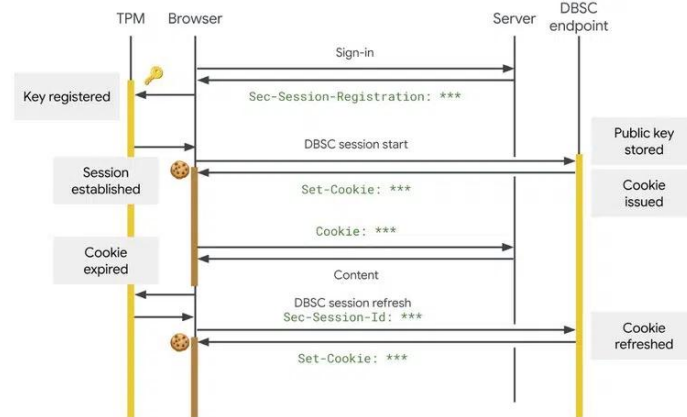 TPM
Browser
Server
DBSC
endpoint
Sign-in
Key registered
Sec-Session-Registration: ***
DBSC session start
Public key
stored
Session
established
Set-Cookie: ***
Cookie
issued
Cookie: ***
Cookie
expired
Content
DBSC session refresh
Sec-Session-Id: ***
Cookie
refreshed
Set-Cookie: ***